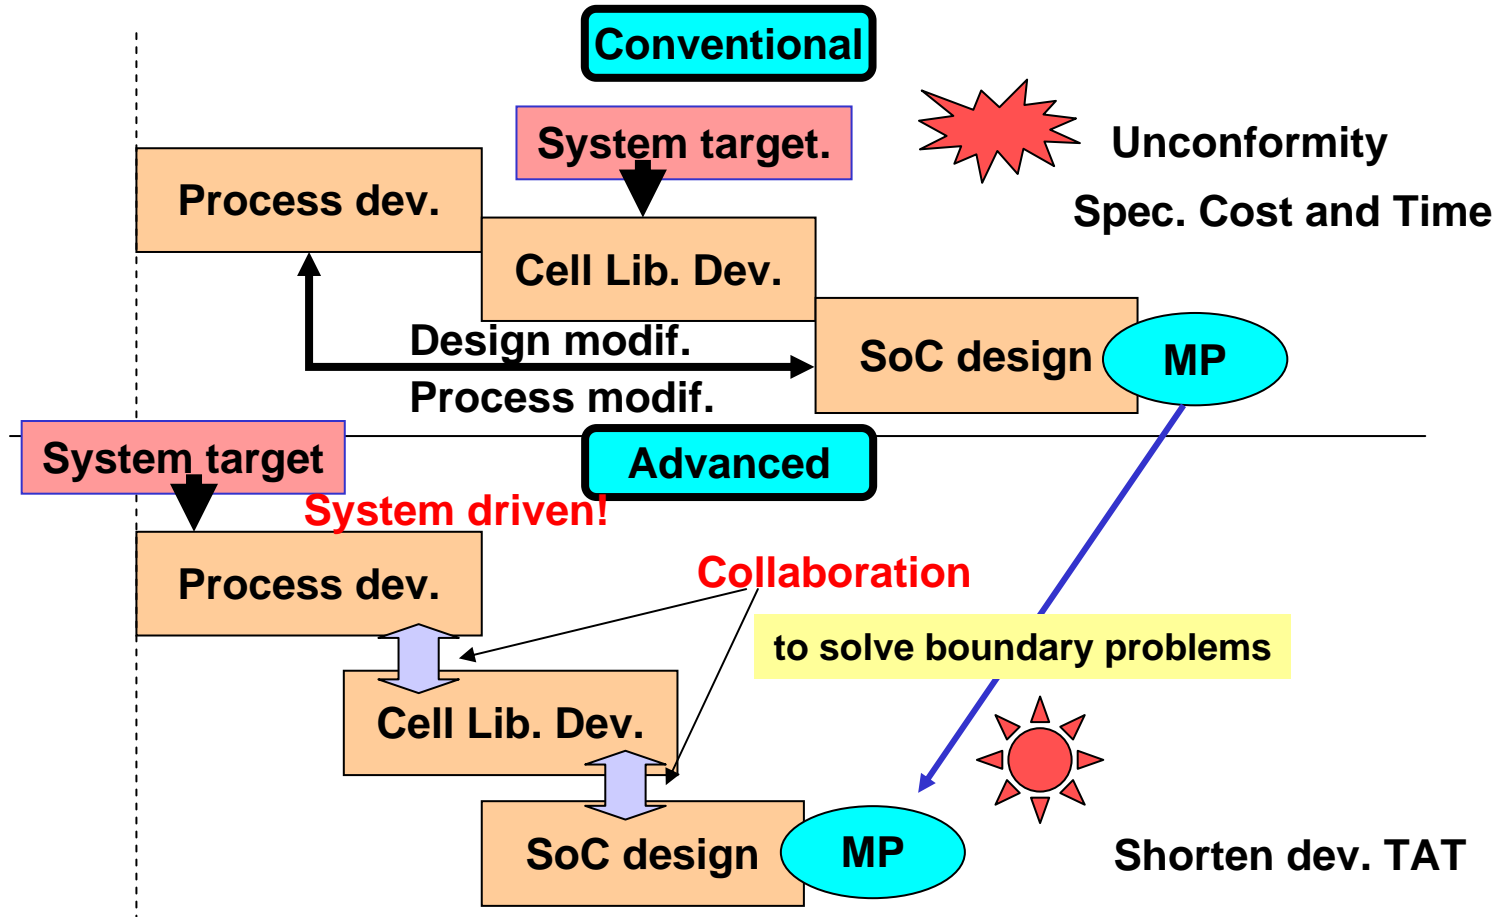 Conventional
System target.
Unconformity
Process dev.
Spec. Cost and Time
Cell Lib. Dev.
Design modif.
SoC design
MP
Process modif.
System target
Advanced
System driven!
Process dev.
Collaboration
to solve boundary problems
Cell Lib. Dev.
SoC design
MP
Shorten dev. TAT